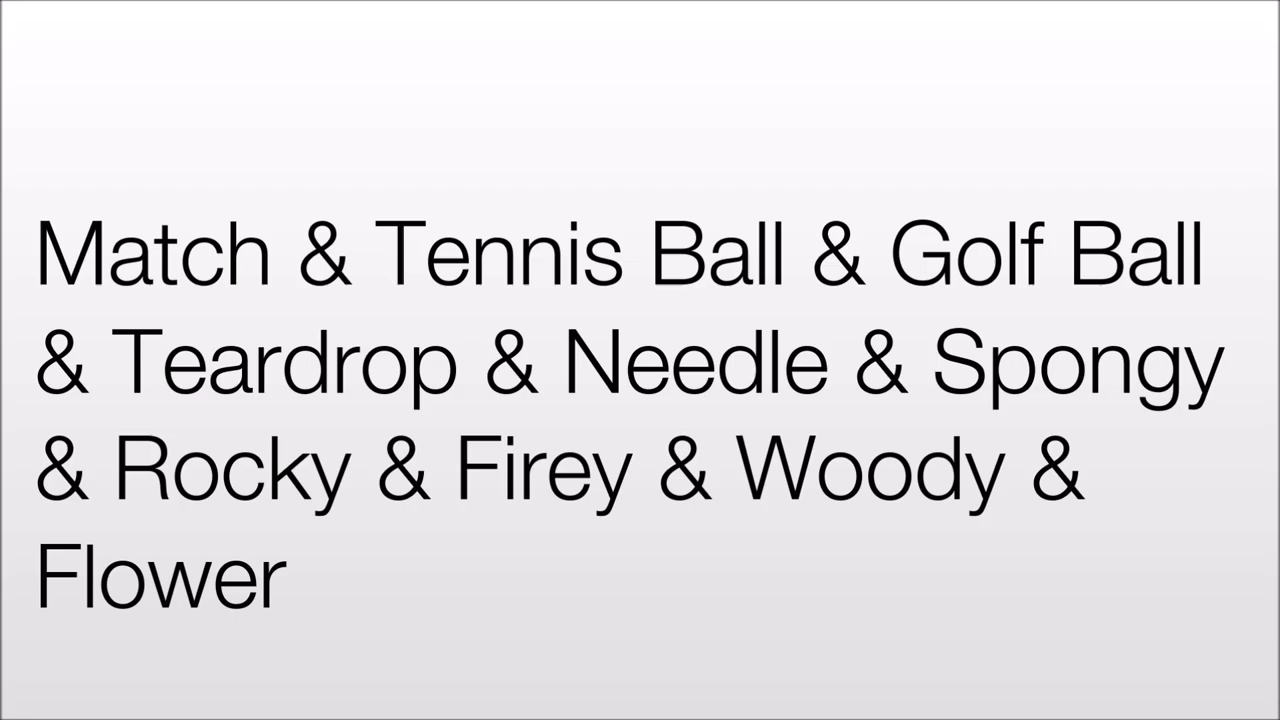 Match & Tennis Ball & Golf Ball
& Teardrop & Needle & Spongy
& Rocky & Firey & Woody &
Flower